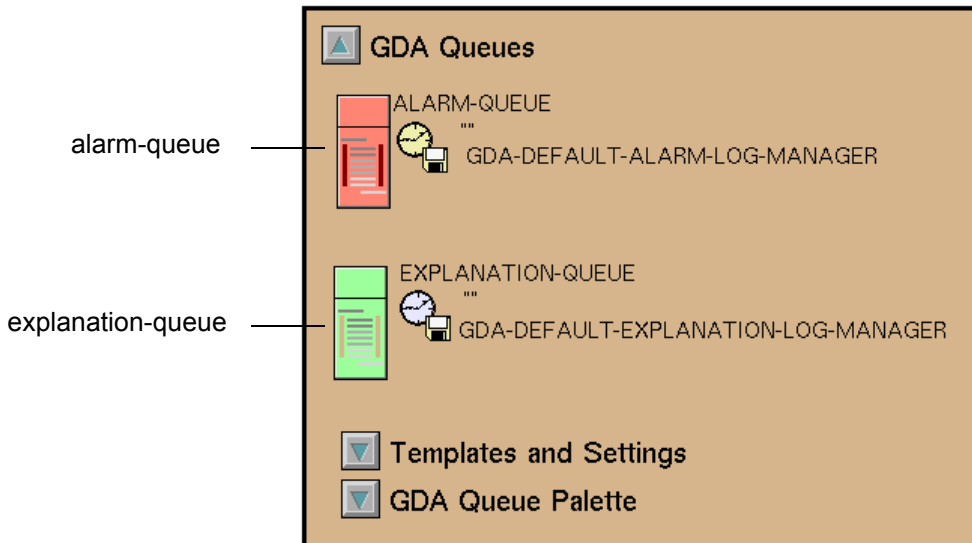 GDA Queues
ALARM-QUEUE
""
alarm-queue
GDA-DEFAULT-ALARM-LOG-MANAGER
EXPLANATION-QUEUE
""
explanation-queue
GDA-DEFAULT-EXPLANATION-LOG-MANAGER
Templates and Settings
GDA Queue Palette